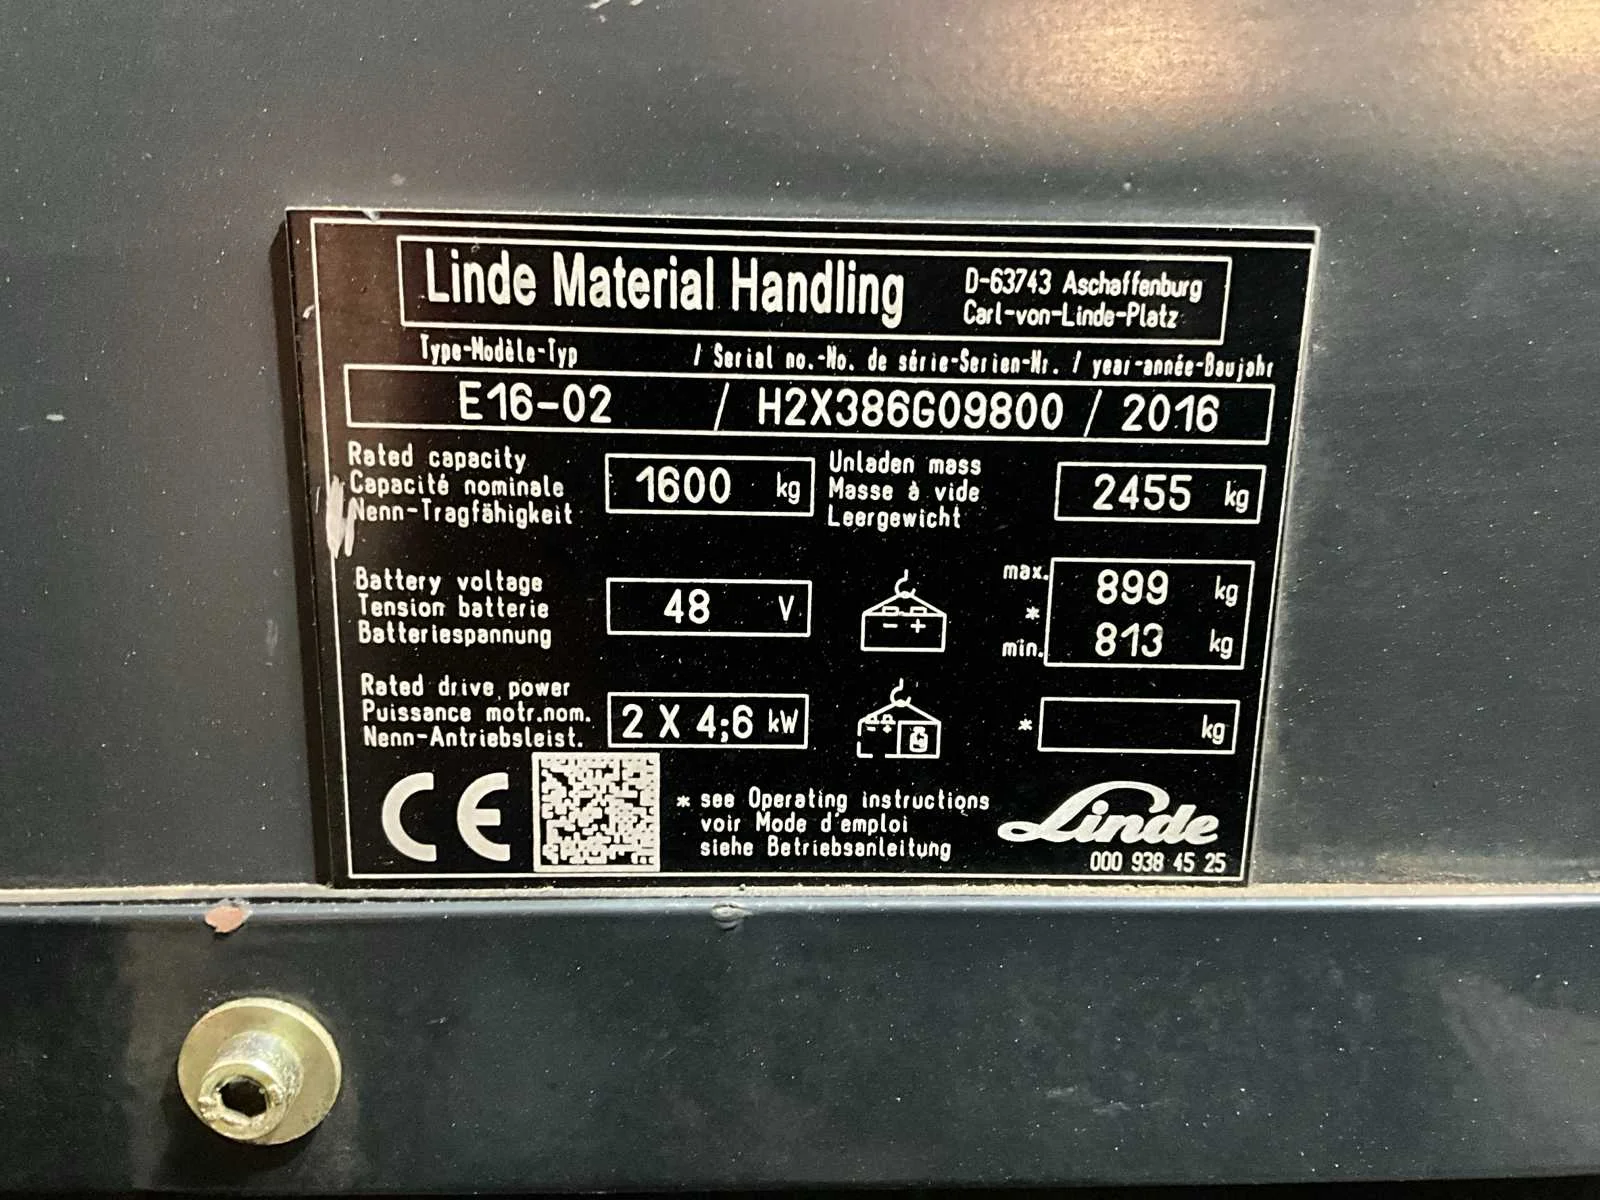 Linde Material Handling
D-63743 Aschaffenburg
Carl-von-Linde-Platz
Type-Modèle-Typ / Serial no.-No. de série-Serien-Nr. / year-année-Baujahr
E16-02 / H2X386G09800 / 2016
Rated capacity
Capacité nominale
Nenn-Tragfähigkeit
1600 kg
Unladen mass
Masse à vide
Leergewicht
2455 kg
Battery voltage
Tension batterie
Batteriespannung
48 V
- +
max. 899 kg
*
min. 813 kg
Rated drive power
Puissance motr.nom.
Nenn-Antriebsleist.
2 X 4;6 kW
- +
* kg
CE
* see Operating instructions
voir Mode d'emploi
siehe Betriebsanleitung
Linde
000 938 45 25